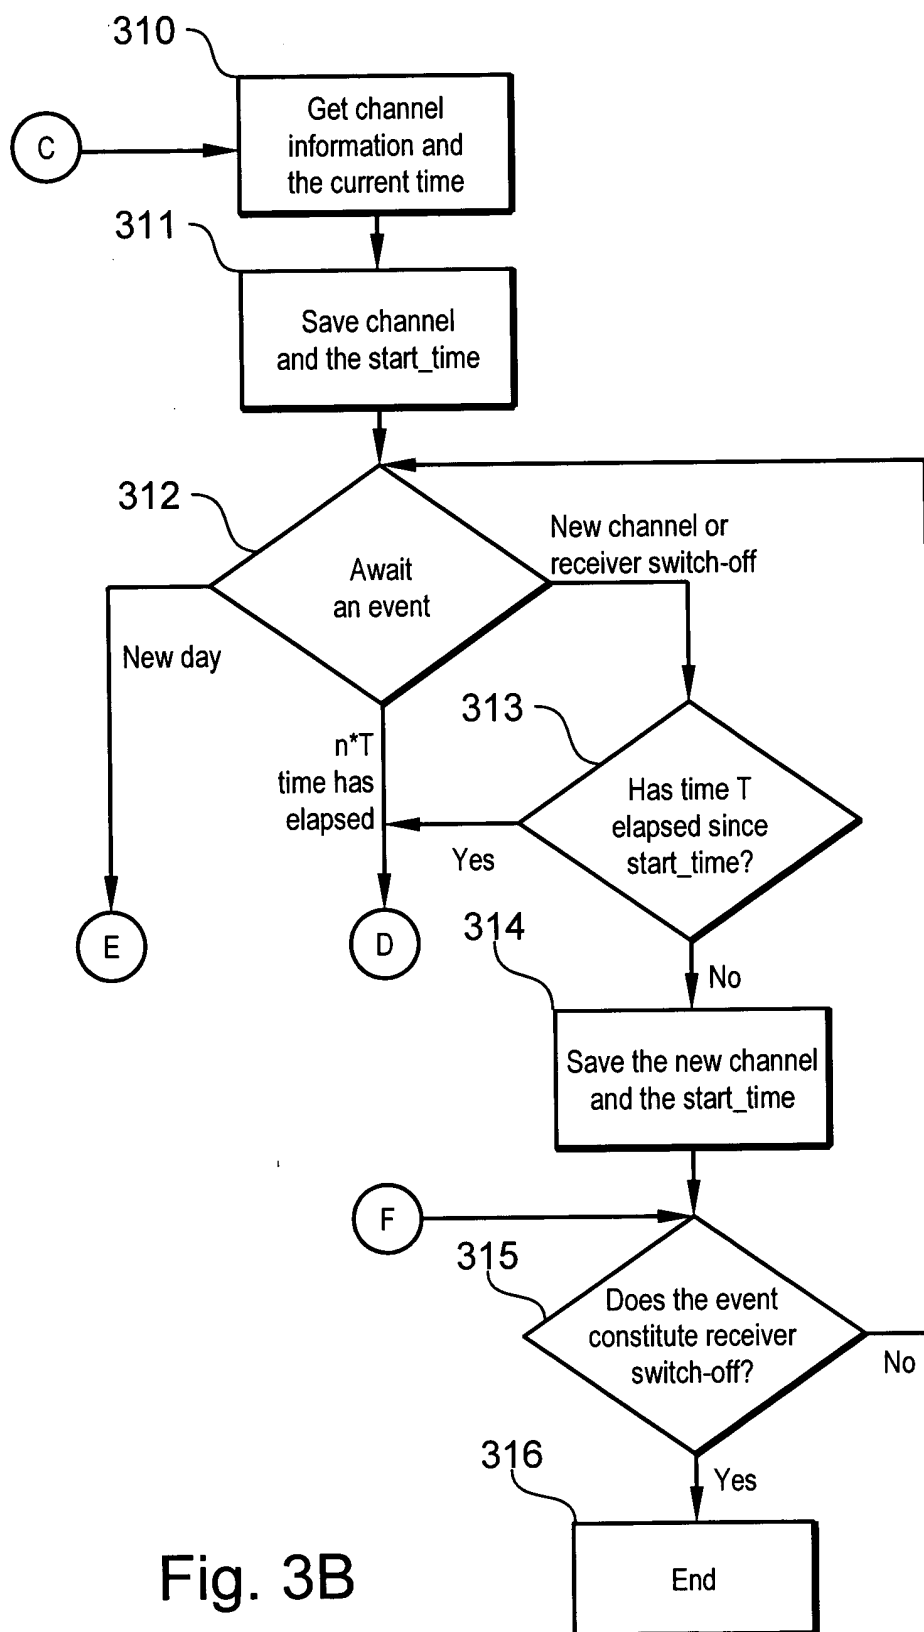 310
Get channel
information and
the current time
C
311
Save channel
and the start_time
312
Await
an event
New channel or
receiver switch-off
New day
n*T
time has
elapsed
313
Has time T
elapsed since
start_time?
Yes
E
D
314
No
Save the new channel
and the start_time
F
315
Does the event
constitute receiver
switch-off?
No
316
Yes
End
Fig. 3B